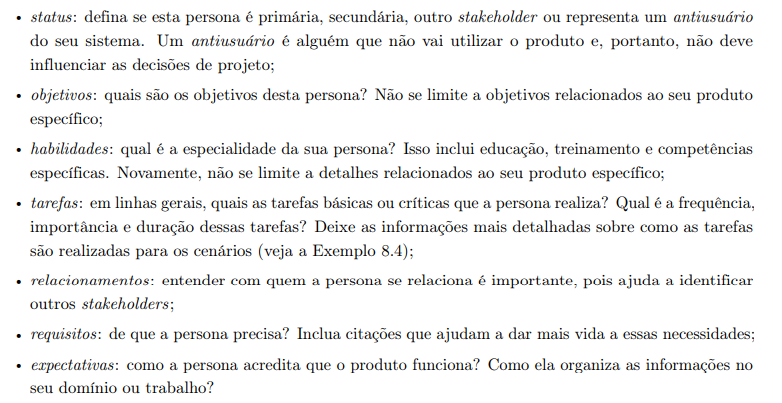 • status: defina se esta persona é primária, secundária, outro stakeholder ou representa um antiusuário
do seu sistema. Um antiusuário é alguém que não vai utilizar o produto e, portanto, não deve
influenciar as decisões de projeto;
• objetivos: quais são os objetivos desta persona? Não se limite a objetivos relacionados ao seu produto
específico;
• habilidades: qual é a especialidade da sua persona? Isso inclui educação, treinamento e competências
específicas. Novamente, não se limite a detalhes relacionados ao seu produto específico;
• tarefas: em linhas gerais, quais as tarefas básicas ou críticas que a persona realiza? Qual é a frequência,
importância e duração dessas tarefas? Deixe as informações mais detalhadas sobre como as tarefas
são realizadas para os cenários (veja a Exemplo 8.4);
• relacionamentos: entender com quem a persona se relaciona é importante, pois ajuda a identificar
outros stakeholders;
• requisitos: de que a persona precisa? Inclua citações que ajudam a dar mais vida a essas necessidades;
• expectativas: como a persona acredita que o produto funciona? Como ela organiza as informações no
seu domínio ou trabalho?